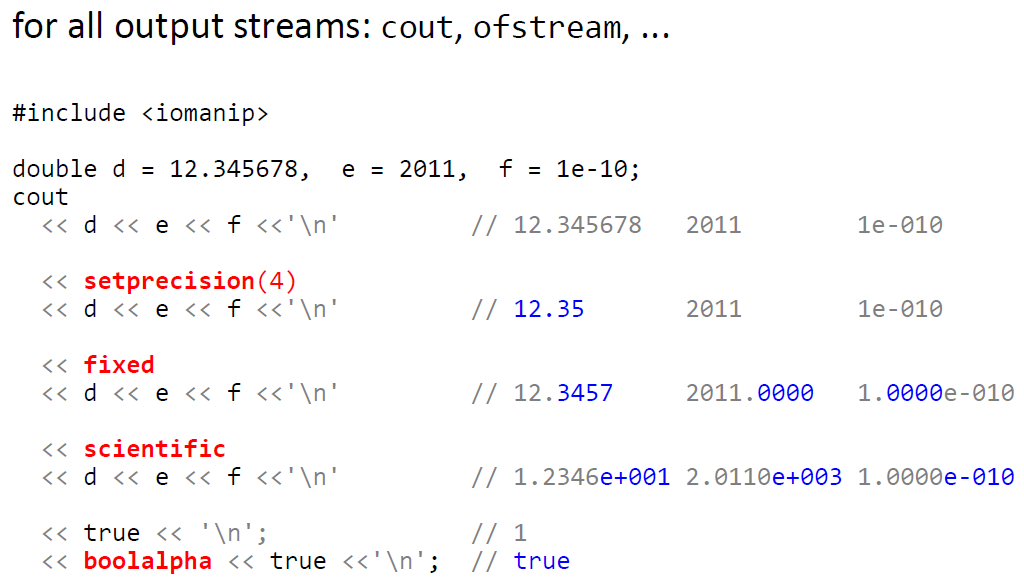 for all output streams: cout, ofstream, ...
#include <iomanip>
double d = 12.345678,  e = 2011,  f = 1e-10;
cout
  << d << e << f <<'\n'         // 12.345678   2011        1e-010
  << setprecision(4)
  << d << e << f <<'\n'         // 12.35       2011        1e-010
  << fixed
  << d << e << f <<'\n'         // 12.3457     2011.0000   1.0000e-010
  << scientific
  << d << e << f <<'\n'         // 1.2346e+001 2.0110e+003 1.0000e-010
  << true << '\n';              // 1
  << boolalpha << true <<'\n';  // true